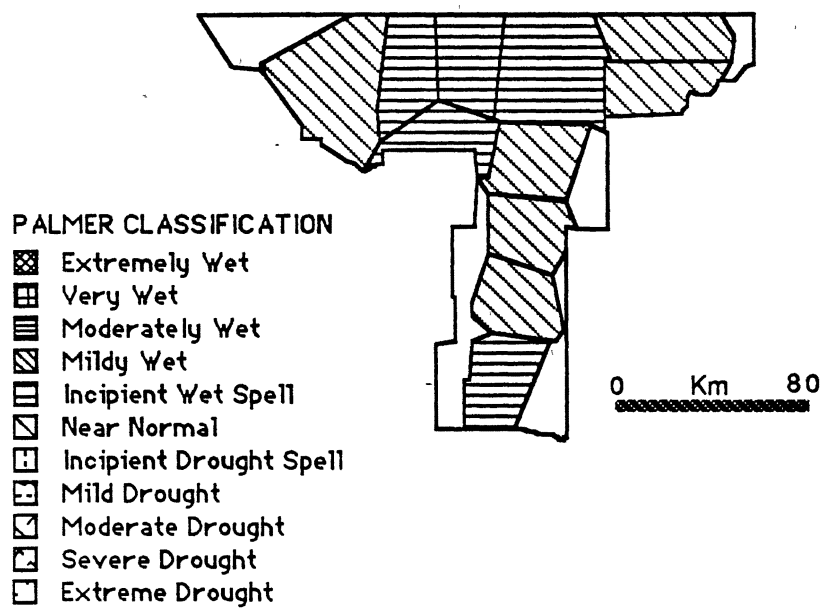 PALMER CLASSIFICATION
Extremely Wet
Very Wet
Moderately Wet
Mildy Wet
Incipient Wet Spell
Near Normal
Incipient Drought Spell
Mild Drought
Moderate Drought
Severe Drought
Extreme Drought
0 Km 80